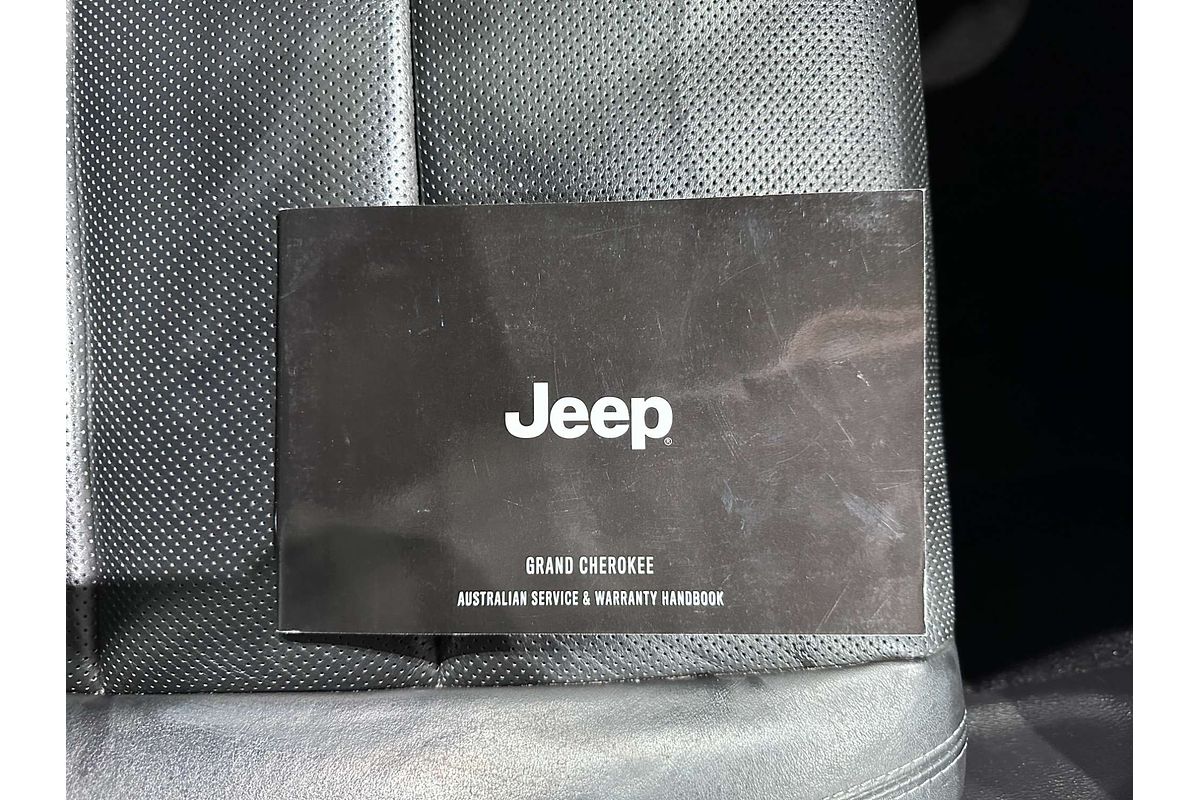 Jeep®
GRAND CHEROKEE
AUSTRALIAN SERVICE & WARRANTY HANDBOOK